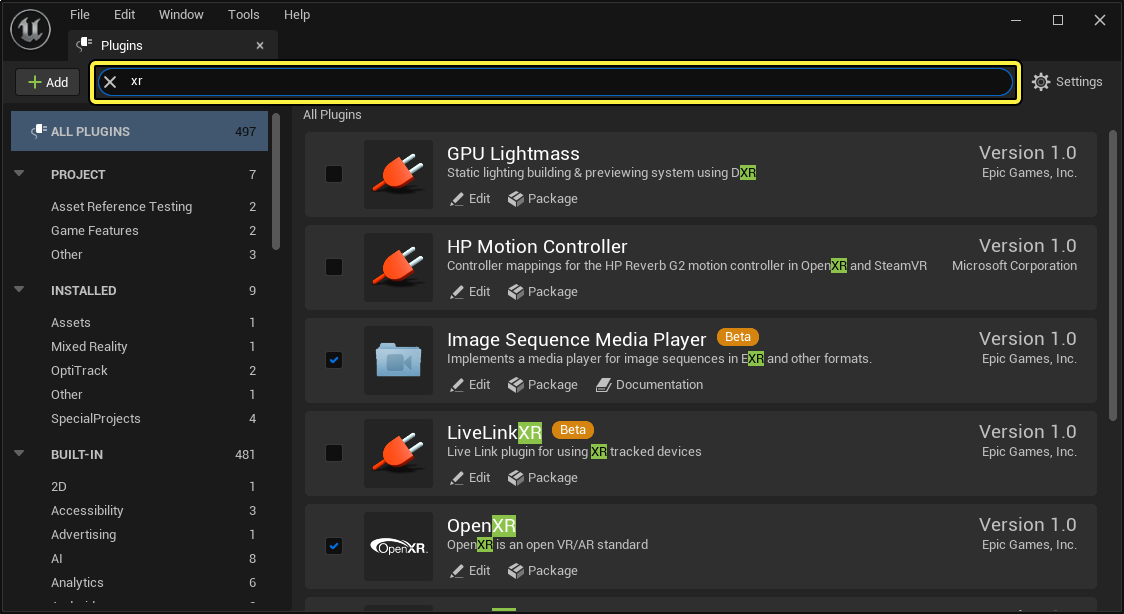 File Edit Window Tools Help
Plugins
Add
xr
Settings
ALL PLUGINS 497
PROJECT 7
Asset Reference Testing 2
Game Features 2
Other 3
INSTALLED 9
Assets 1
Mixed Reality 1
OptiTrack 2
Other 1
SpecialProjects 4
BUILT-IN 481
2D 1
Accessibility 3
Advertising 1
AI 8
Analytics 6
All Plugins
GPU Lightmass Version 1.0
Static lighting building & previewing system using DXR Epic Games, Inc.
Edit Package
HP Motion Controller Version 1.0
Controller mappings for the HP Reverb G2 motion controller in OpenXR and SteamVR Microsoft Corporation
Edit Package
Image Sequence Media Player Beta Version 1.0
Implements a media player for image sequences in EXR and other formats. Epic Games, Inc.
Edit Package Documentation
LiveLinkXR Beta Version 1.0
Live Link plugin for using XR tracked devices Epic Games, Inc.
Edit Package
OpenXR Version 1.0
OpenXR
OpenXR is an open VR/AR standard Epic Games, Inc.
Edit Package